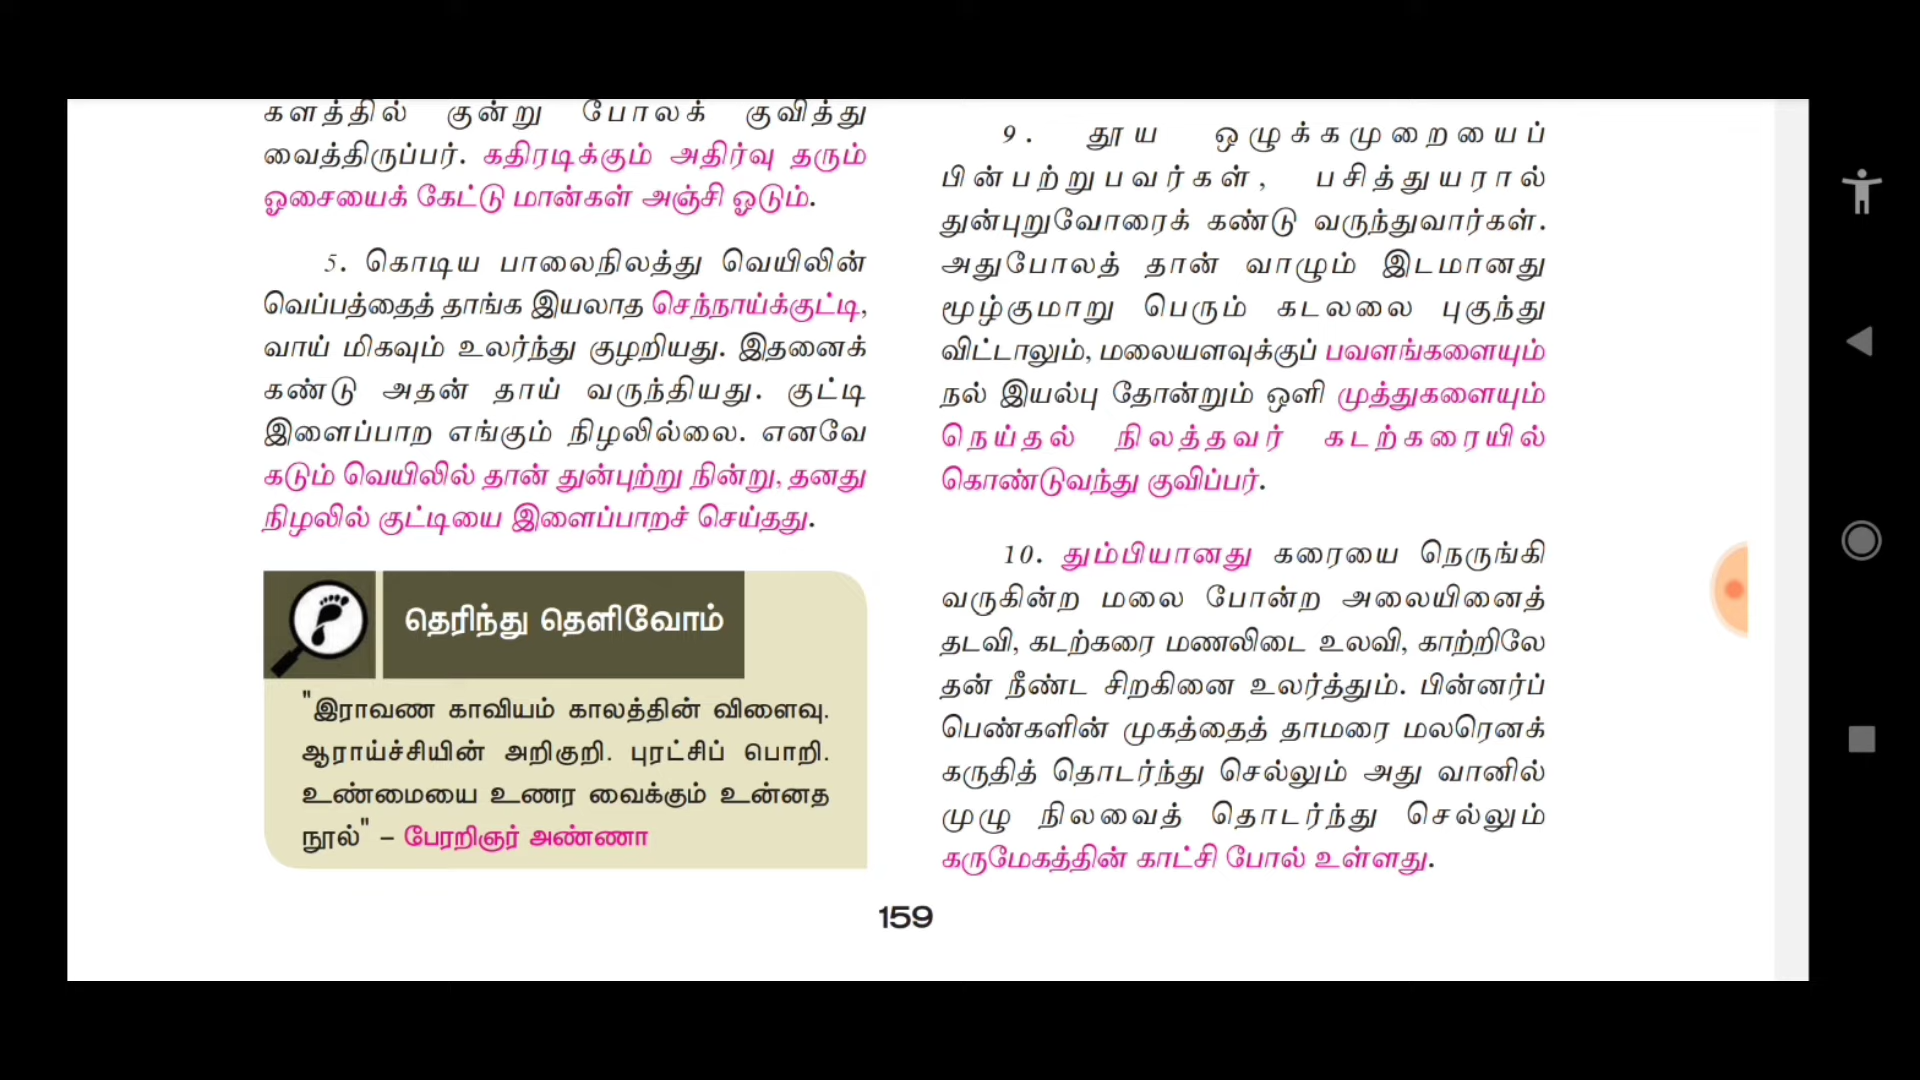 களத்தில் குன்று போலக் குவித்து
வைத்திருப்பர். கதிரடிக்கும் அதிர்வு தரும்
ஓசையைக் கேட்டு மான்கள் அஞ்சி ஓடும்.
5. கொடிய பாலைநிலத்து வெயிலின்
வெப்பத்தைத் தாங்க இயலாத செந்நாய்க்குட்டி,
வாய் மிகவும் உலர்ந்து குழறியது. இதனைக்
கண்டு அதன் தாய் வருந்தியது. குட்டி
இளைப்பாற எங்கும் நிழலில்லை. எனவே
கடும் வெயிலில் தான் துன்புற்று நின்று, தனது
நிழலில் குட்டியை இளைப்பாறச் செய்தது.
தெரிந்து தெளிவோம்
"இராவண காவியம் காலத்தின் விளைவு.
ஆராய்ச்சியின் அறிகுறி. புரட்சிப் பொறி.
உண்மையை உணர வைக்கும் உன்னத
நூல்" – பேரறிஞர் அண்ணா
9. தூய ஒழுக்கமுறையைப்
பின்பற்றுபவர்கள், பசித்துயரால்
துன்புறுவோரைக் கண்டு வருந்துவார்கள்.
அதுபோலத் தான் வாழும் இடமானது
மூழ்குமாறு பெரும் கடலலை புகுந்து
விட்டாலும், மலையளவுக்குப் பவளங்களையும்
நல் இயல்பு தோன்றும் ஒளி முத்துகளையும்
நெய்தல் நிலத்தவர் கடற்கரையில்
கொண்டுவந்து குவிப்பர்.
10. தும்பியானது கரையை நெருங்கி
வருகின்ற மலை போன்ற அலையினைத்
தடவி, கடற்கரை மணலிடை உலவி, காற்றிலே
தன் நீண்ட சிறகினை உலர்த்தும். பின்னர்ப்
பெண்களின் முகத்தைத் தாமரை மலரெனக்
கருதித் தொடர்ந்து செல்லும் அது வானில்
முழு நிலவைத் தொடர்ந்து செல்லும்
கருமேகத்தின் காட்சி போல் உள்ளது.
159